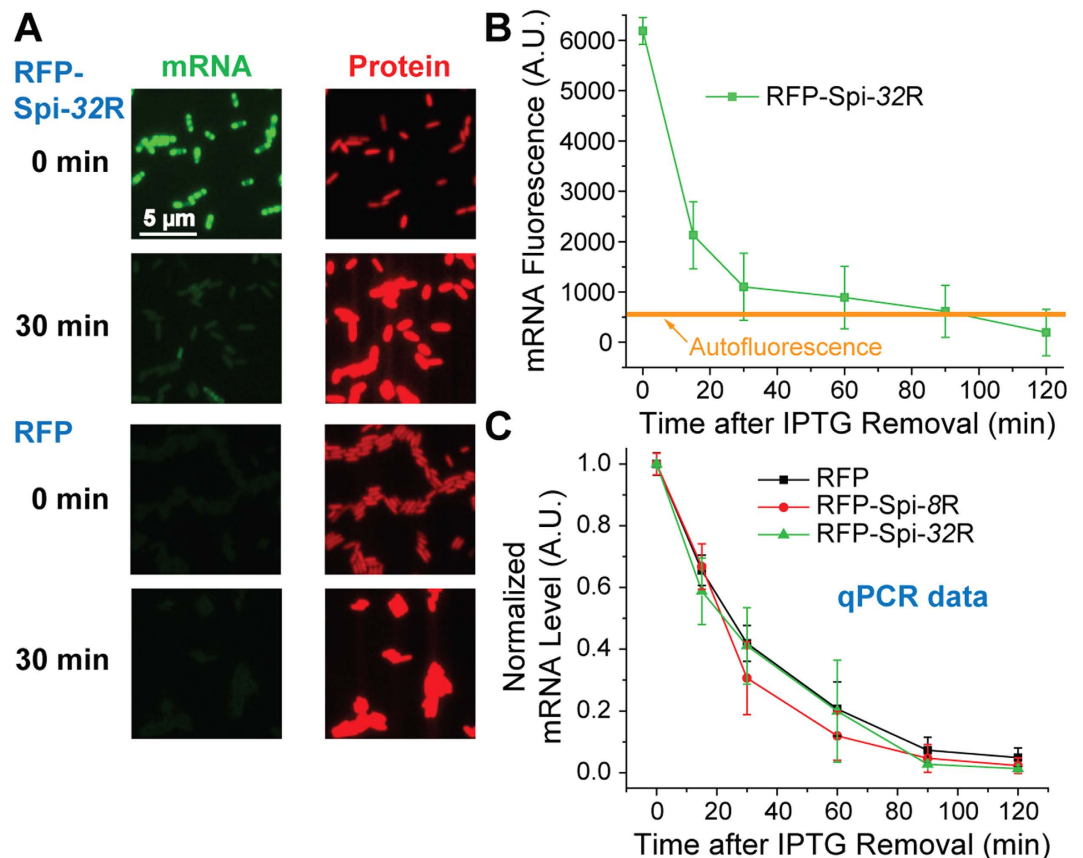 A
RFP-
Spi-32R
mRNA
Protein
0 min
5 µm
30 min
RFP
0 min
30 min
B
mRNA Fluorescence (A.U.)
6000
5000
4000
3000
2000
1000
0
RFP-Spi-32R
Autofluorescence
0 20 40 60 80 100 120
Time after IPTG Removal (min)
C
Normalized
mRNA Level (A.U.)
1.0
0.8
0.6
0.4
0.2
0.0
RFP
RFP-Spi-8R
RFP-Spi-32R
qPCR data
0 20 40 60 80 100 120
Time after IPTG Removal (min)